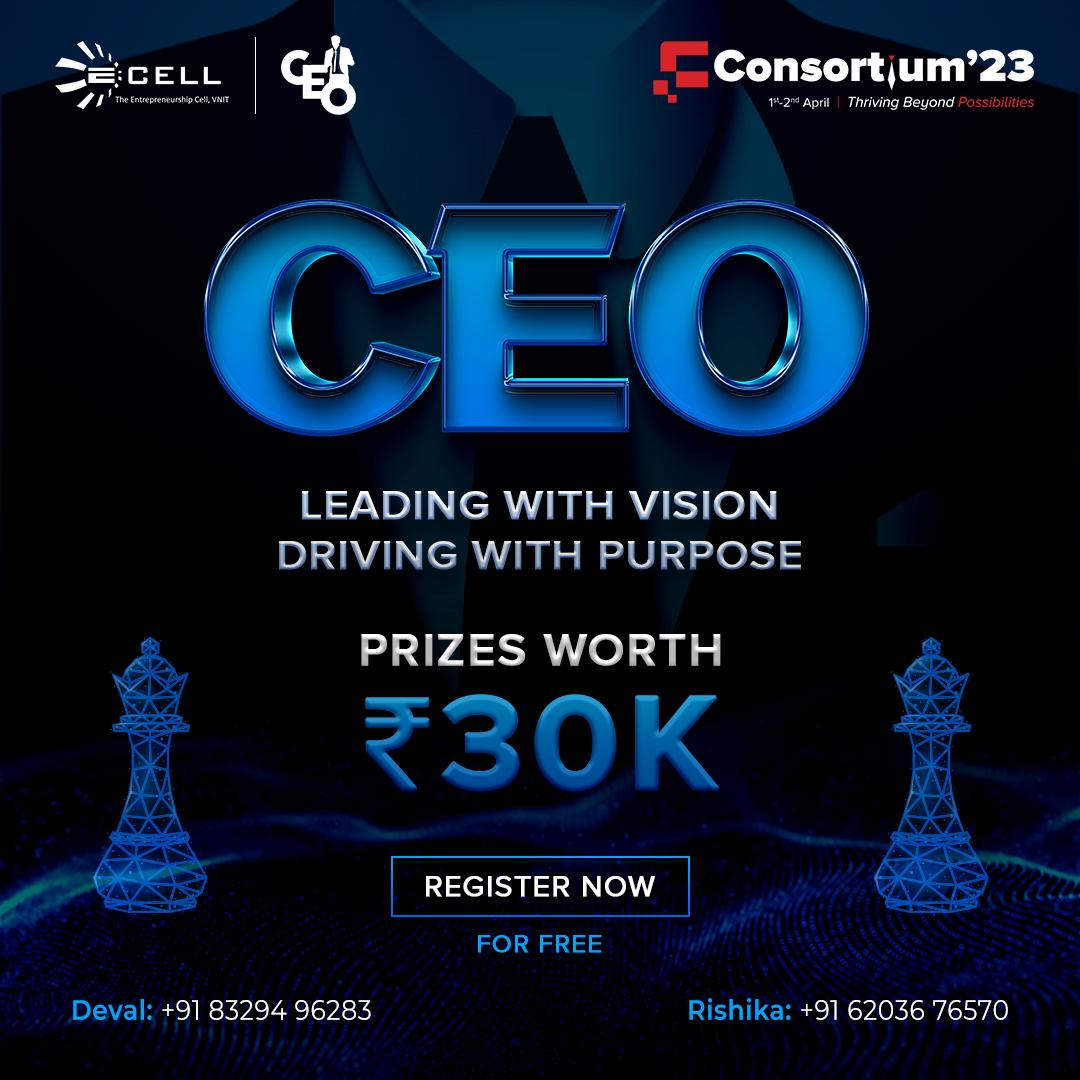 E-CELL
The Entrepreneurship Cell, VNIT
CEO
Consortium'23
1st-2nd April | Thriving Beyond Possibilities
CEO
LEADING WITH VISION
DRIVING WITH PURPOSE
PRIZES WORTH
₹30K
REGISTER NOW
FOR FREE
Deval: +91 83294 96283
Rishika: +91 62036 76570